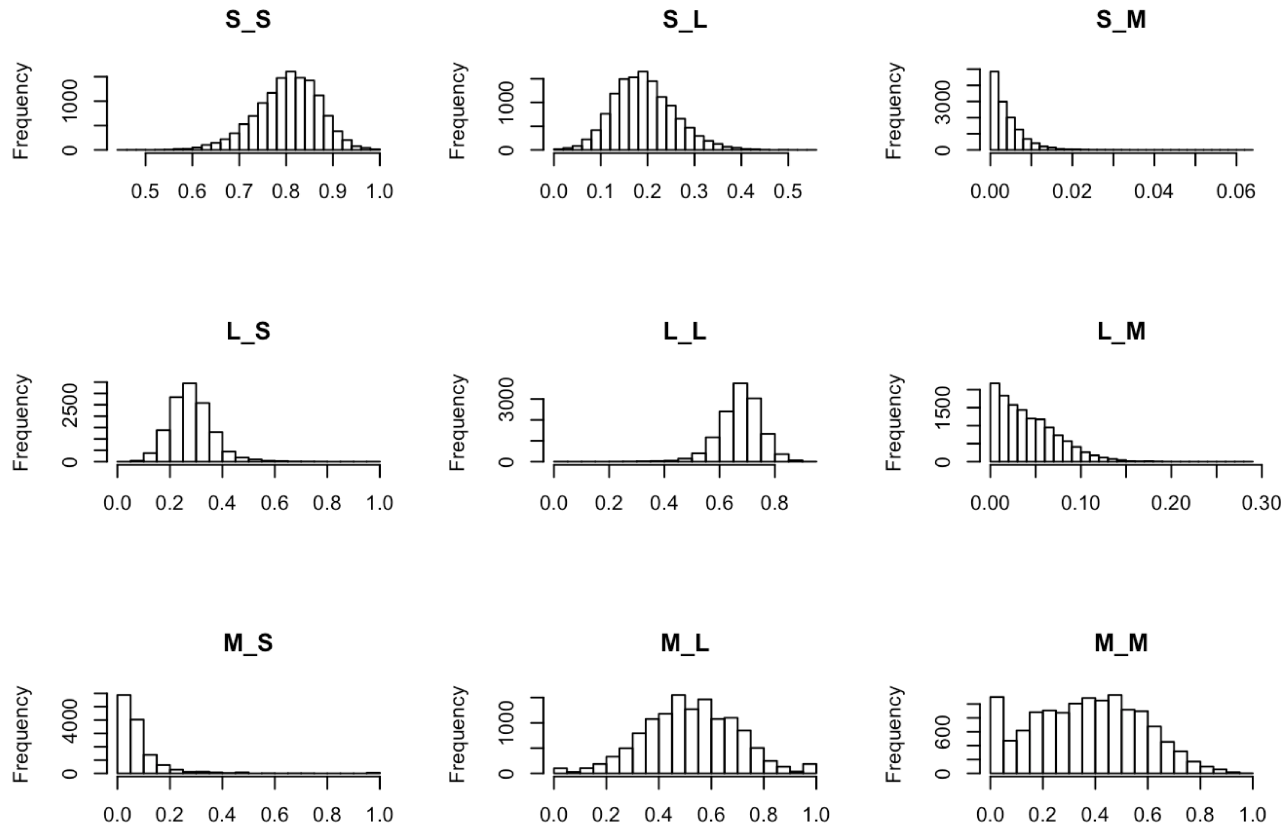 S_S
S_L
S_M
Frequency
0 1000
0.5 0.6 0.7 0.8 0.9 1.0
Frequency
0 1000
0.0 0.1 0.2 0.3 0.4 0.5
Frequency
0 3000
0.00 0.02 0.04 0.06
L_S
L_L
L_M
Frequency
0 2500
0.0 0.2 0.4 0.6 0.8 1.0
Frequency
0 3000
0.0 0.2 0.4 0.6 0.8
Frequency
0 1500
0.00 0.10 0.20 0.30
M_S
M_L
M_M
Frequency
0 4000
0.0 0.2 0.4 0.6 0.8 1.0
Frequency
0 1000
0.0 0.2 0.4 0.6 0.8 1.0
Frequency
0 600
0.0 0.2 0.4 0.6 0.8 1.0